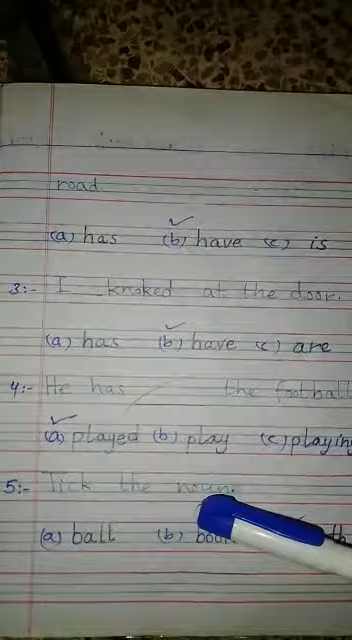 road.
(a) has (b) have (c) is
3:- I knoked at the door.
(a) has (b) have (c) are
4:- He has the football
(a) played (b) play (c) playing
5:- Tick the noun.
(a) ball (b)